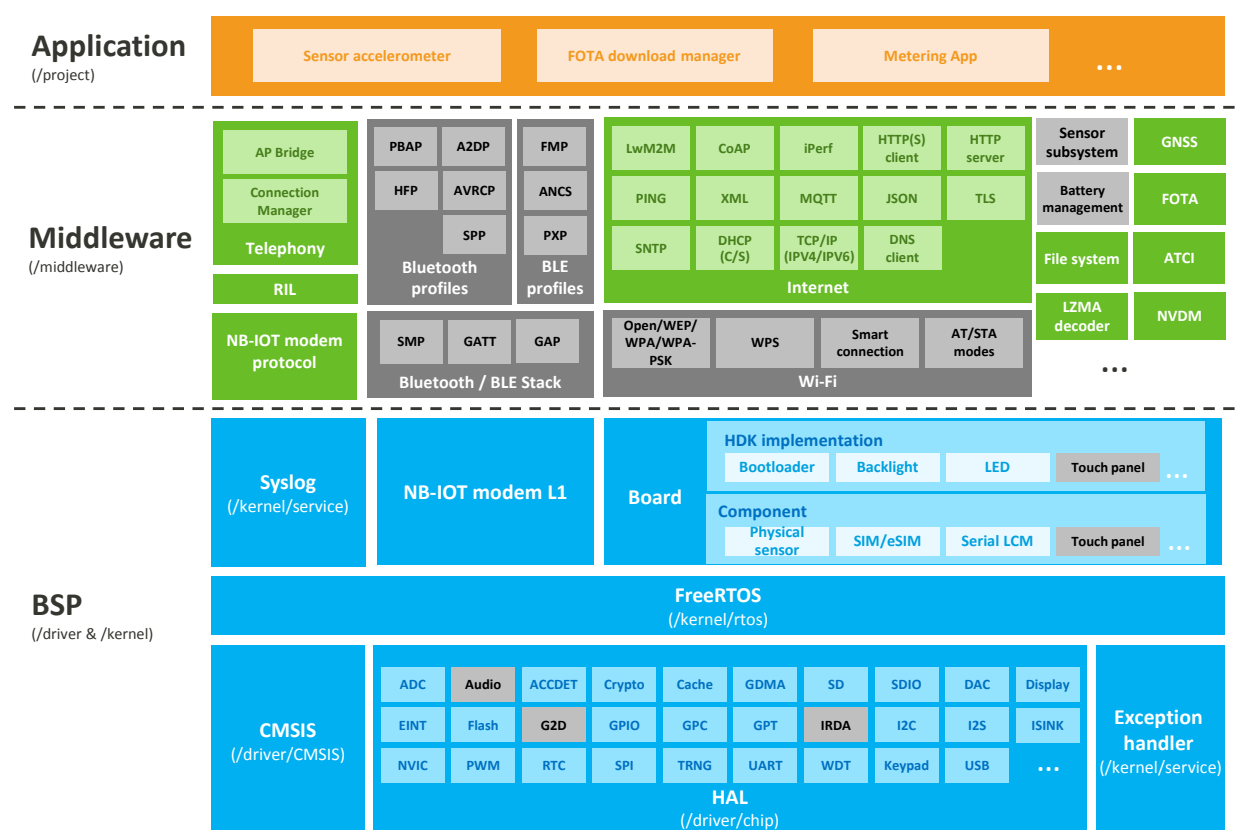 Application
(/project)
Sensor accelerometer
FOTA download manager
Metering App
...
Middleware
(/middleware)
AP Bridge
Connection
Manager
Telephony
RIL
NB-IOT modem
protocol
PBAP
A2DP
HFP
AVRCP
SPP
Bluetooth
profiles
FMP
ANCS
PXP
BLE
profiles
SMP
GATT
GAP
Bluetooth / BLE Stack
LwM2M
CoAP
iPerf
HTTP(S)
client
HTTP
server
PING
XML
MQTT
JSON
TLS
SNTP
DHCP
(C/S)
TCP/IP
(IPV4/IPV6)
DNS
client
Internet
Open/WEP/
WPA/WPA-
PSK
WPS
Smart
connection
AT/STA
modes
Wi-Fi
Sensor
subsystem
GNSS
Battery
management
FOTA
File system
ATCI
LZMA
decoder
NVDM
...
BSP
(/driver & /kernel)
Syslog
(/kernel/service)
NB-IOT modem L1
Board
HDK implementation
Bootloader
Backlight
LED
Touch panel
...
Component
Physical
sensor
SIM/eSIM
Serial LCM
Touch panel
...
FreeRTOS
(/kernel/rtos)
CMSIS
(/driver/CMSIS)
ADC
Audio
ACCDET
Crypto
Cache
GDMA
SD
SDIO
DAC
Display
EINT
Flash
G2D
GPIO
GPC
GPT
IRDA
I2C
I2S
ISINK
NVIC
PWM
RTC
SPI
TRNG
UART
WDT
Keypad
USB
...
HAL
(/driver/chip)
Exception
handler
(/kernel/service)